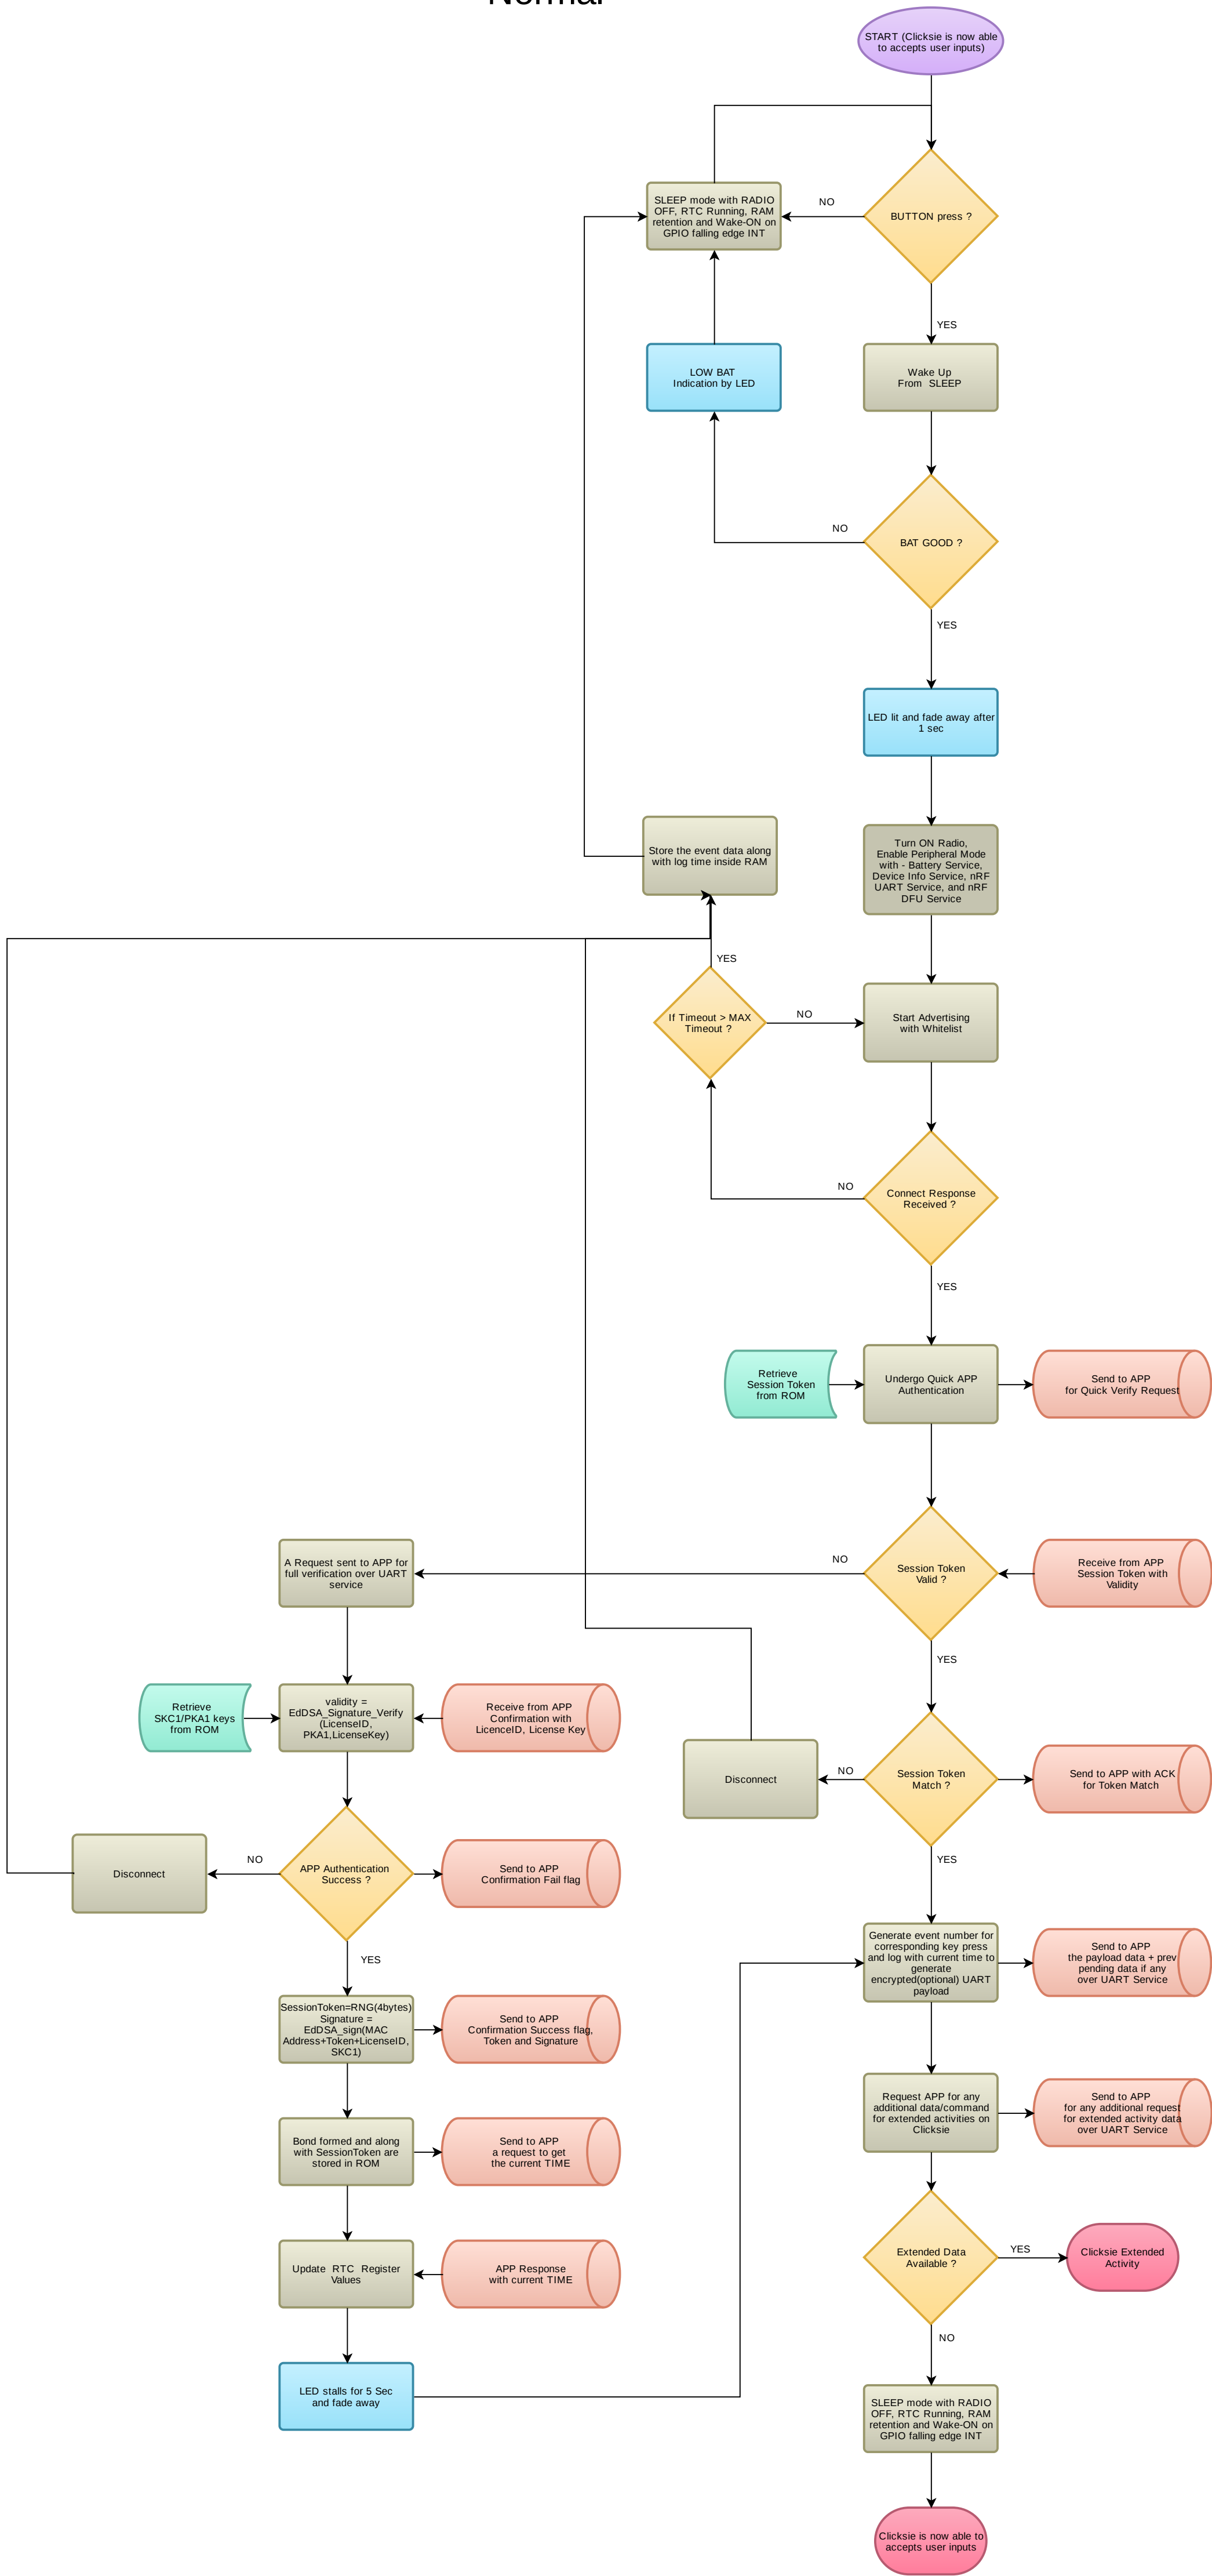 Normal
START (Clicksie is now able
to accepts user inputs)
SLEEP mode with RADIO
OFF, RTC Running, RAM
retention and Wake-ON on
GPIO falling edge INT
NO
BUTTON press ?
YES
LOW BAT
Indication by LED
Wake Up
From SLEEP
NO
BAT GOOD ?
YES
LED lit and fade away after
1 sec
Store the event data along
with log time inside RAM
Turn ON Radio,
Enable Peripheral Mode
with - Battery Service,
Device Info Service, nRF
UART Service, and nRF
DFU Service
YES
If Timeout > MAX
Timeout ?
NO
Start Advertising
with Whitelist
NO
Connect Response
Received ?
YES
Retrieve
Session Token
from ROM
Undergo Quick APP
Authentication
Send to APP
for Quick Verify Request
A Request sent to APP for
full verification over UART
service
NO
Session Token
Valid ?
Receive from APP
Session Token with
Validity
YES
Retrieve
SKC1/PKA1 keys
from ROM
validity =
EdDSA_Signature_Verify
(LicenseID,
PKA1,LicenseKey)
Receive from APP
Confirmation with
LicenceID, License Key
Disconnect
NO
Session Token
Match ?
Send to APP with ACK
for Token Match
YES
Disconnect
NO
APP Authentication
Success ?
Send to APP
Confirmation Fail flag
YES
Generate event number for
corresponding key press
and log with current time to
generate
encrypted(optional) UART
payload
Send to APP
the payload data + prev
pending data if any
over UART Service
SessionToken=RNG(4bytes)
Signature =
EdDSA_sign(MAC
Address+Token+LicenseID,
SKC1)
Send to APP
Confirmation Success flag,
Token and Signature
Request APP for any
additional data/command
for extended activities on
Clicksie
Send to APP
for any additional request
for extended activity data
over UART Service
Bond formed and along
with SessionToken are
stored in ROM
Send to APP
a request to get
the current TIME
Extended Data
Available ?
YES
Clicksie Extended
Activity
Update RTC Register
Values
APP Response
with current TIME
NO
LED stalls for 5 Sec
and fade away
SLEEP mode with RADIO
OFF, RTC Running, RAM
retention and Wake-ON on
GPIO falling edge INT
Clicksie is now able to
accepts user inputs